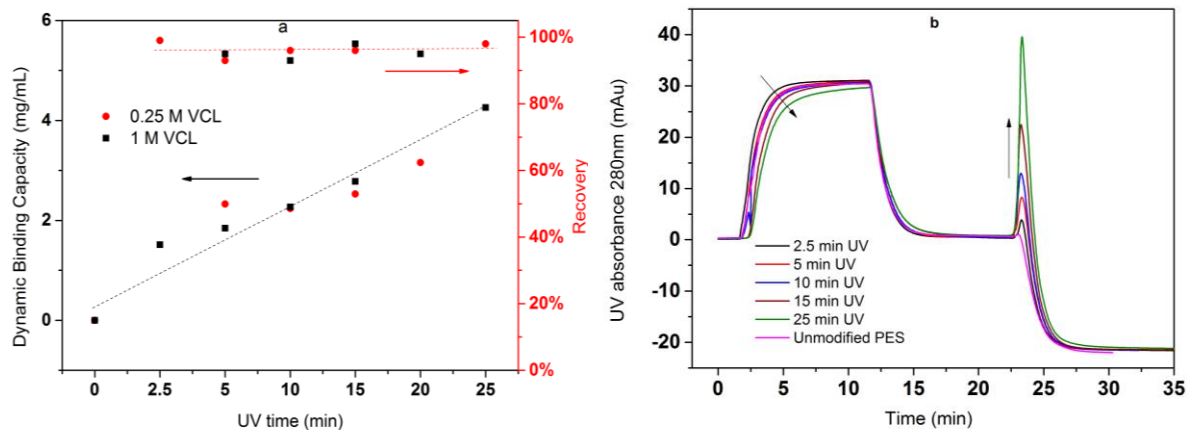 a
Dynamic Binding Capacity (mg/mL)
6
4
2
0
100%
80%
60%
40%
20%
0%
Recovery
0.25 M VCL
1 M VCL
0 2.5 5 10 15 20 25
UV time (min)
b
UV absorbance 280nm (mAu)
40
30
20
10
0
-10
-20
2.5 min UV
5 min UV
10 min UV
15 min UV
25 min UV
Unmodified PES
0 5 10 15 20 25 30 35
Time (min)